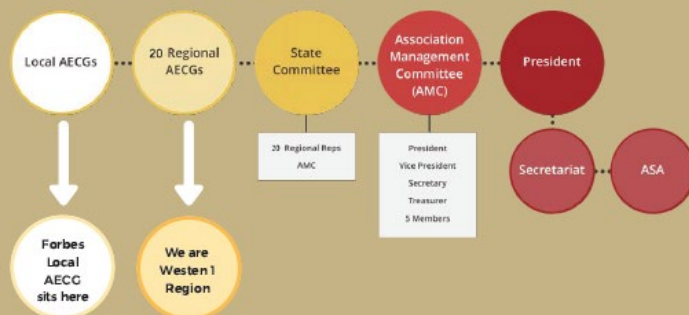 Local AECGs
20 Regional
AECGs
State
Committee
Association
Management
Committee
(AMC)
President
20 Regional Reps
AMC
President
Vice President
Secretary
Treasurer
5 Members
Secretariat
ASA
Forbes
Local
AECG
sits here
We are
Westen 1
Region